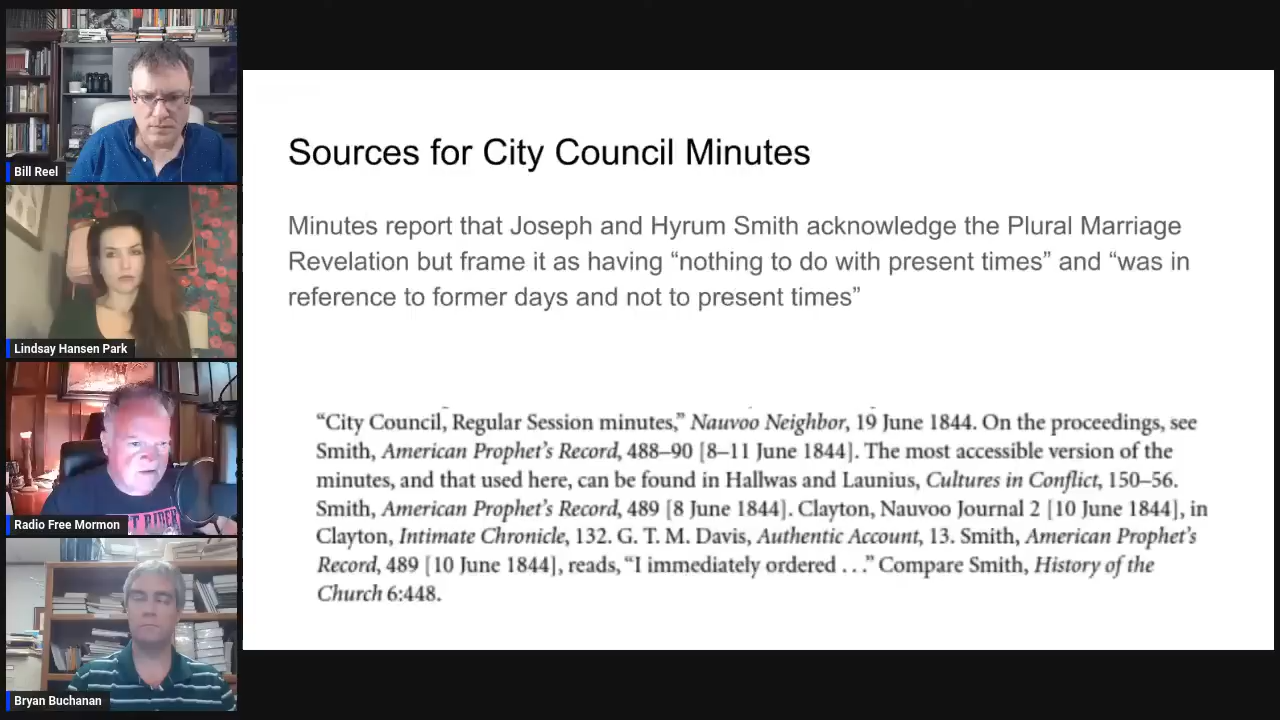 Bill Reel
Lindsay Hansen Park
Radio Free Mormon
Bryan Buchanan
Sources for City Council Minutes
Minutes report that Joseph and Hyrum Smith acknowledge the Plural Marriage
Revelation but frame it as having “nothing to do with present times” and “was in
reference to former days and not to present times”
“City Council, Regular Session minutes,” Nauvoo Neighbor, 19 June 1844. On the proceedings, see
Smith, American Prophet’s Record, 488–90 [8–11 June 1844]. The most accessible version of the
minutes, and that used here, can be found in Hallwas and Launius, Cultures in Conflict, 150–56.
Smith, American Prophet’s Record, 489 [8 June 1844]. Clayton, Nauvoo Journal 2 [10 June 1844], in
Clayton, Intimate Chronicle, 132. G. T. M. Davis, Authentic Account, 13. Smith, American Prophet’s
Record, 489 [10 June 1844], reads, “I immediately ordered . . .” Compare Smith, History of the
Church 6:448.